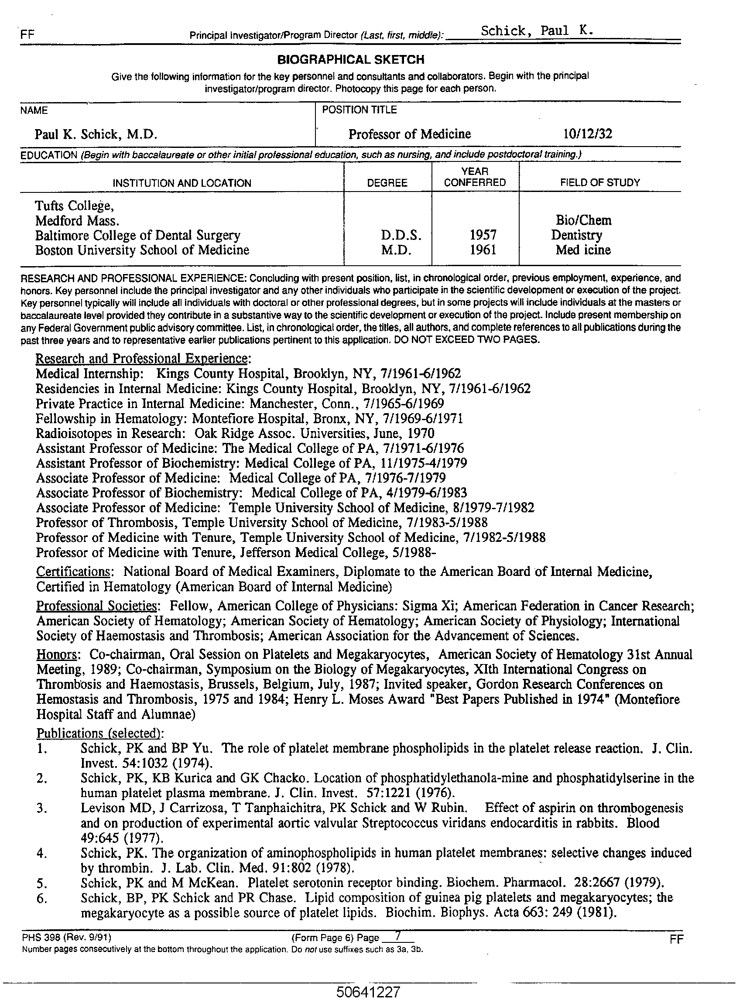 FF Principal Investigator/Program Director (Last, first, middle): Schick, Paul K.
BIOGRAPHICAL SKETCH
Give the following information for the key personnel and consultants and collaborators. Begin with the principal
investigator/program director. Photocopy this page for each person.
NAME POSITION TITLE
Paul K. Schick, M.D. Professor of Medicine 10/12/32
EDUCATION (Begin with baccalaureate or other initial professional education, such as nursing, and include postdoctoral training.)
INSTITUTION AND LOCATION DEGREE YEAR CONFERRED FIELD OF STUDY
Tufts College,
Medford Mass. Bio/Chem
Baltimore College of Dental Surgery D.D.S. 1957 Dentistry
Boston University School of Medicine M.D. 1961 Med icine
RESEARCH AND PROFESSIONAL EXPERIENCE: Concluding with present position, list, in chronological order, previous employment, experience, and
honors. Key personnel include the principal investigator and any other individuals who participate in the scientific development or execution of the project.
Key personnel typically will include all individuals with doctoral or other professional degrees, but in some projects will include individuals at the masters or
baccalaureate level provided they contribute in a substantive way to the scientific development or execution of the project. Include present membership on
any Federal Government public advisory committee. List, in chronological order, the titles, all authors, and complete references to all publications during the
past three years and to representative earlier publications pertinent to this application. DO NOT EXCEED TWO PAGES.
Research and Professional Experience:
Medical Internship: Kings County Hospital, Brooklyn, NY, 7/1961-6/1962
Residencies in Internal Medicine: Kings County Hospital, Brooklyn, NY, 7/1961-6/1962
Private Practice in Internal Medicine: Manchester, Conn., 7/1965-6/1969
Fellowship in Hematology: Montefiore Hospital, Bronx, NY, 7/1969-6/1971
Radioisotopes in Research: Oak Ridge Assoc. Universities, June, 1970
Assistant Professor of Medicine: The Medical College of PA, 7/1971-6/1976
Assistant Professor of Biochemistry: Medical College of PA, 11/1975-4/1979
Associate Professor of Medicine: Medical College of PA, 7/1976-7/1979
Associate Professor of Biochemistry: Medical College of PA, 4/1979-6/1983
Associate Professor of Medicine: Temple University School of Medicine, 8/1979-7/1982
Professor of Thrombosis, Temple University School of Medicine, 7/1983-5/1988
Professor of Medicine with Tenure, Temple University School of Medicine, 7/1982-5/1988
Professor of Medicine with Tenure, Jefferson Medical College, 5/1988-
Certifications: National Board of Medical Examiners, Diplomate to the American Board of Internal Medicine,
Certified in Hematology (American Board of Internal Medicine)
Professional Societies: Fellow, American College of Physicians: Sigma Xi; American Federation in Cancer Research;
American Society of Hematology; American Society of Hematology; American Society of Physiology; International
Society of Haemostasis and Thrombosis; American Association for the Advancement of Sciences.
Honors: Co-chairman, Oral Session on Platelets and Megakaryocytes, American Society of Hematology 31st Annual
Meeting, 1989; Co-chairman, Symposium on the Biology of Megakaryocytes, XIth International Congress on
Thrombosis and Haemostasis, Brussels, Belgium, July, 1987; Invited speaker, Gordon Research Conferences on
Hemostasis and Thrombosis, 1975 and 1984; Henry L. Moses Award "Best Papers Published in 1974" (Montefiore
Hospital Staff and Alumnae)
Publications (selected):
1. Schick, PK and BP Yu. The role of platelet membrane phospholipids in the platelet release reaction. J. Clin.
Invest. 54:1032 (1974).
2. Schick, PK, KB Kurica and GK Chacko. Location of phosphatidylethanola-mine and phosphatidylserine in the
human platelet plasma membrane. J. Clin. Invest. 57:1221 (1976).
3. Levison MD, J Carrizosa, T Tanphaichitra, PK Schick and W Rubin. Effect of aspirin on thrombogenesis
and on production of experimental aortic valvular Streptococcus viridans endocarditis in rabbits. Blood
49:645 (1977).
4. Schick, PK. The organization of aminophospholipids in human platelet membranes: selective changes induced
by thrombin. J. Lab. Clin. Med. 91:802 (1978).
5. Schick, PK and M McKean. Platelet serotonin receptor binding. Biochem. Pharmacol. 28:2667 (1979).
6. Schick, BP, PK Schick and PR Chase. Lipid composition of guinea pig platelets and megakaryocytes; the
megakaryocyte as a possible source of platelet lipids. Biochim. Biophys. Acta 663: 249 (1981).
PHS 398 (Rev. 9/91) (Form Page 6) Page 7 FF
Number pages consecutively at the bottom throughout the application. Do not use suffixes such as 3a, 3b.
50641227